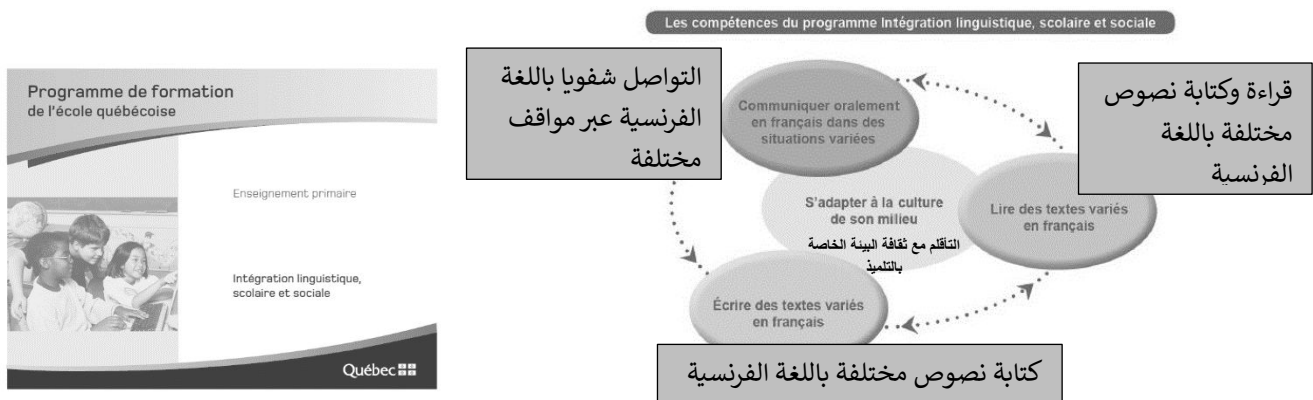 Programme de formation
de l'école québécoise
Enseignement primaire
Intégration linguistique,
scolaire et sociale
Québec
Les compétences du programme Intégration linguistique, scolaire et sociale
التواصل شفويا باللغة
الفرنسية عبر مواقف
مختلفة
Communiquer oralement
en français dans des
situations variées
قراءة وكتابة نصوص
مختلفة باللغة
الفرنسية
S'adapter à la culture
de son milieu
التأقلم مع ثقافة البيئة الخاصة
بالتلميذ
Lire des textes variés
en français
Écrire des textes variés
en français
كتابة نصوص مختلفة باللغة الفرنسية